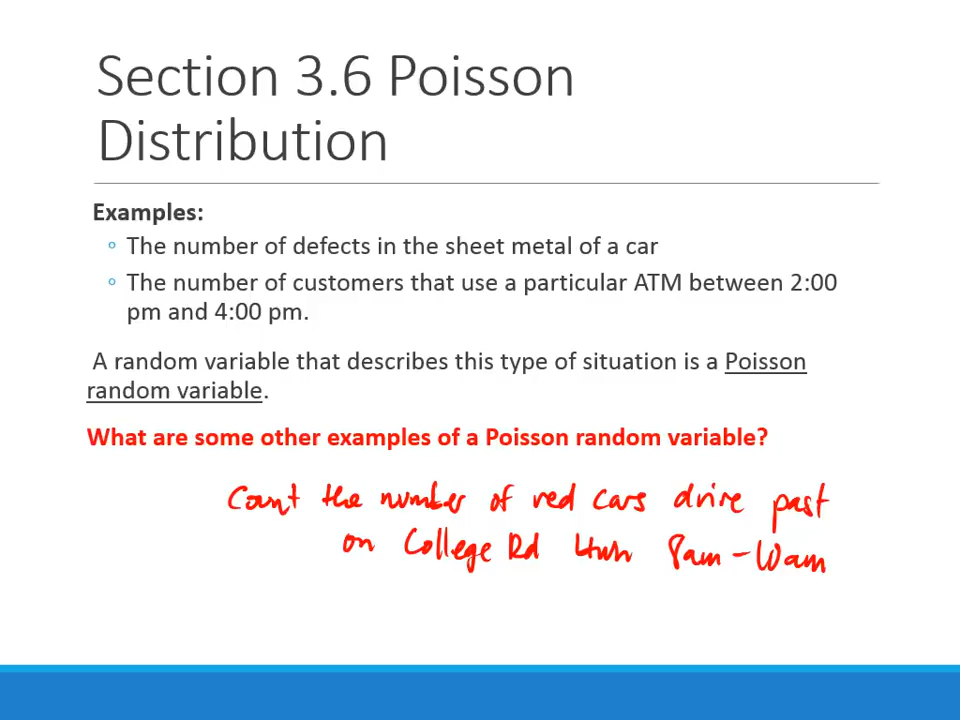 Section 3.6 Poisson
Distribution
Examples:
◦ The number of defects in the sheet metal of a car
◦ The number of customers that use a particular ATM between 2:00
pm and 4:00 pm.
A random variable that describes this type of situation is a Poisson
random variable.
What are some other examples of a Poisson random variable?
Count the number of red cars drive past
on College Rd 8am - 10am